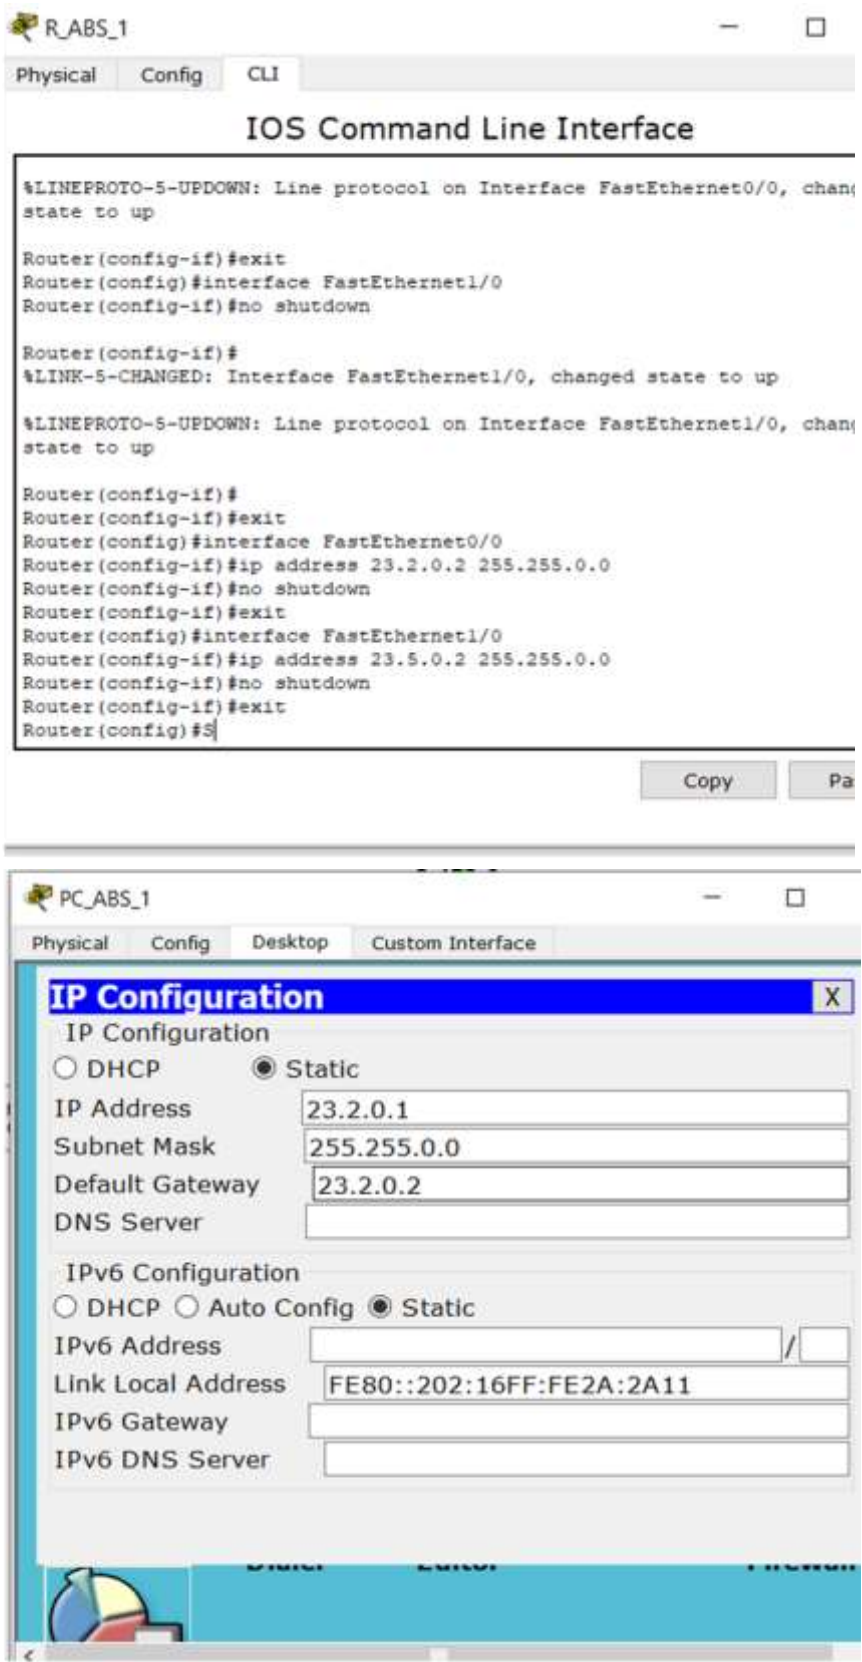 R_ABS_1
Physical Config CLI
IOS Command Line Interface
%LINEPROTO-5-UPDOWN: Line protocol on Interface FastEthernet0/0, chang
state to up
Router(config-if)#exit
Router(config)#interface FastEthernet1/0
Router(config-if)#no shutdown
Router(config-if)#
%LINK-5-CHANGED: Interface FastEthernet1/0, changed state to up
%LINEPROTO-5-UPDOWN: Line protocol on Interface FastEthernet1/0, chang
state to up
Router(config-if)#
Router(config-if)#exit
Router(config)#interface FastEthernet0/0
Router(config-if)#ip address 23.2.0.2 255.255.0.0
Router(config-if)#no shutdown
Router(config-if)#exit
Router(config)#interface FastEthernet1/0
Router(config-if)#ip address 23.5.0.2 255.255.0.0
Router(config-if)#no shutdown
Router(config-if)#exit
Router(config)#S
Copy Pa
PC_ABS_1
Physical Config Desktop Custom Interface
IP Configuration X
IP Configuration
DHCP Static
IP Address 23.2.0.1
Subnet Mask 255.255.0.0
Default Gateway 23.2.0.2
DNS Server
IPv6 Configuration
DHCP Auto Config Static
IPv6 Address /
Link Local Address FE80::202:16FF:FE2A:2A11
IPv6 Gateway
IPv6 DNS Server